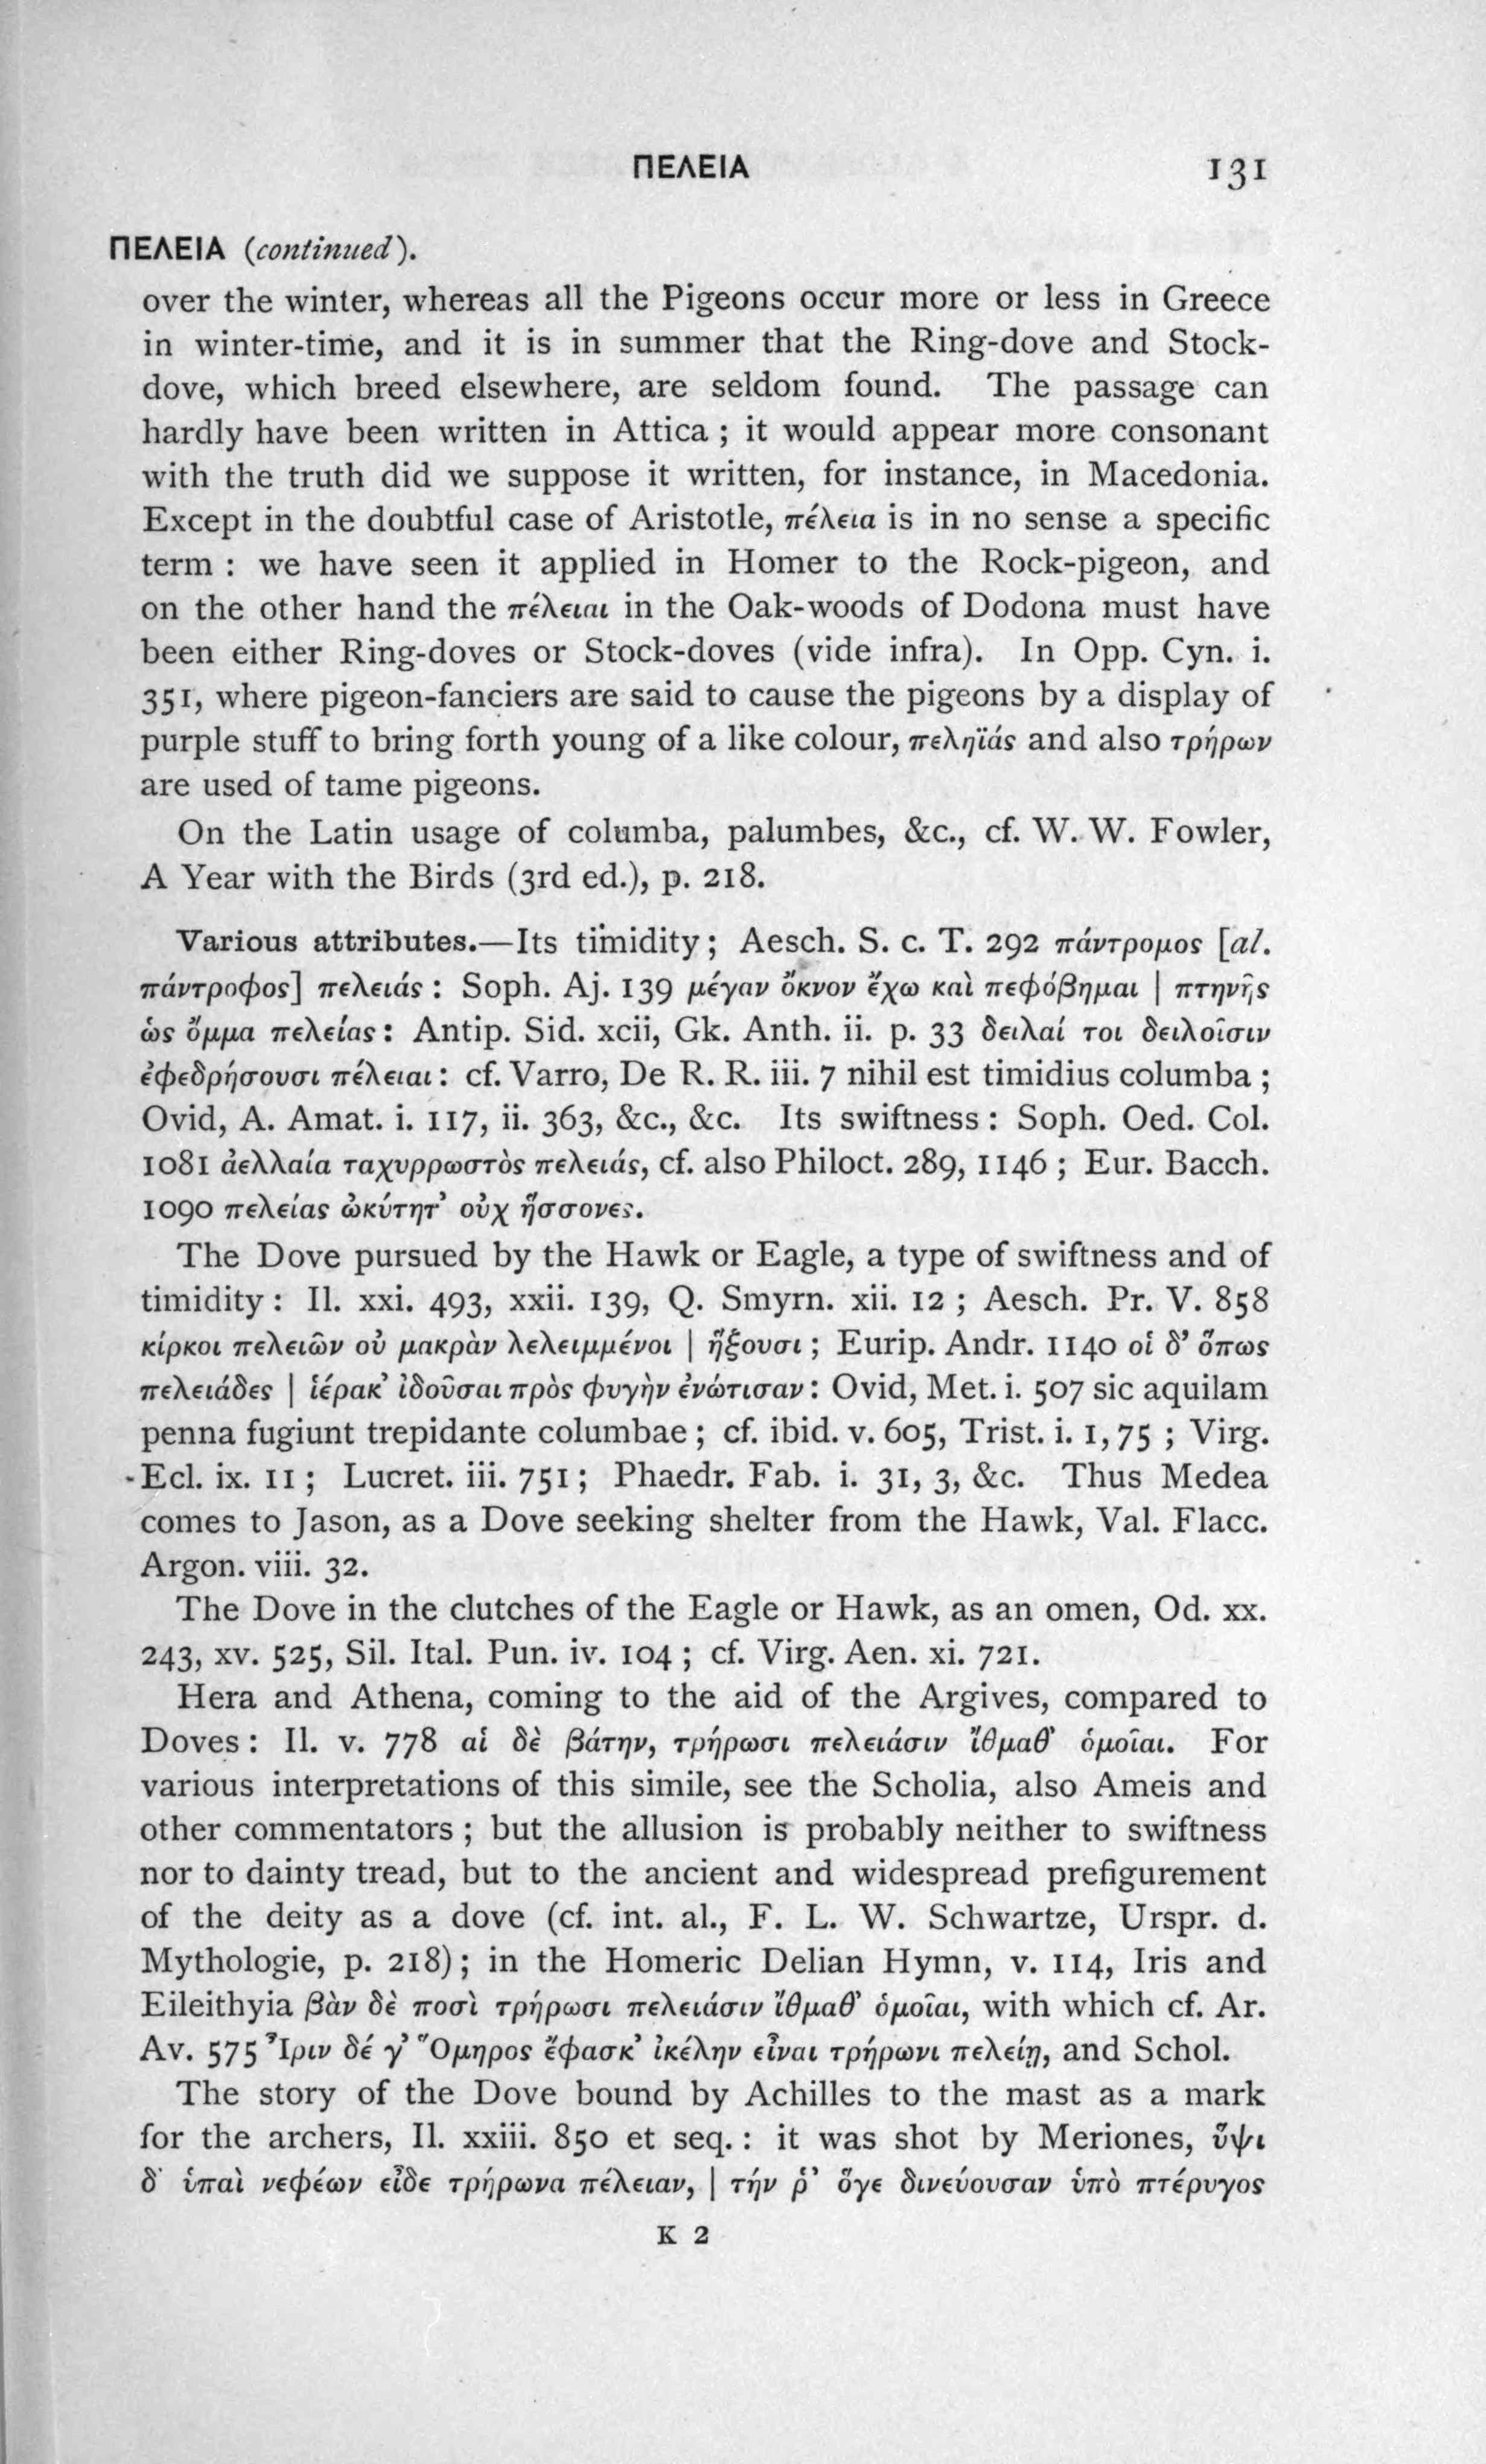 ΠΕΛΕΙΑ 131
ΠΕΛΕΙΑ (continued).
over the winter, whereas all the Pigeons occur more or less in Greece
in winter-time, and it is in summer that the Ring-dove and Stock-
dove, which breed elsewhere, are seldom found. The passage can
hardly have been written in Attica ; it would appear more consonant
with the truth did we suppose it written, for instance, in Macedonia.
Except in the doubtful case of Aristotle, πέλεια is in no sense a specific
term : we have seen it applied in Homer to the Rock-pigeon, and
on the other hand the πέλειαι in the Oak-woods of Dodona must have
been either Ring-doves or Stock-doves (vide infra). In Opp. Cyn. i.
351, where pigeon-fanciers are said to cause the pigeons by a display of
purple stuff to bring forth young of a like colour, πεληϊάς and also τρήρων
are used of tame pigeons.
On the Latin usage of columba, palumbes, &c., cf. W. W. Fowler,
A Year with the Birds (3rd ed.), p. 218.
Various attributes.—Its timidity ; Aesch. S. c. T. 292 πάντρομος [al.
πάντροφος] πελειάς : Soph. Aj. 139 μέγαν ὄκνον ἔχω καὶ πεφόβημαι | πτηνῆς
ὡς ὄμμα πελείας : Antip. Sid. xcii, Gk. Anth. ii. p. 33 δειλαί τοι δειλοῖσιν
ἐφεδρήσουσι πέλειαι : cf. Varro, De R. R. iii. 7 nihil est timidius columba ;
Ovid, A. Amat. i. 117, ii. 363, &c., &c. Its swiftness : Soph. Oed. Col.
1081 ἀελλαία ταχυρρωστὸς πελειάς, cf. also Philoct. 289, 1146 ; Eur. Bacch.
1090 πελείας ὠκύτητ’ οὐχ ἥσσονες.
The Dove pursued by the Hawk or Eagle, a type of swiftness and of
timidity : Il. xxi. 493, xxii. 139, Q. Smyrn. xii. 12 ; Aesch. Pr. V. 858
κίρκοι πελειῶν οὐ μακρὰν λελειμμένοι | ἥξουσι ; Eurip. Andr. 1140 οἱ δ’ ὅπως
πελειάδες | ἱέρακ’ ἰδοῦσαι πρὸς φυγὴν ἐνώτισαν : Ovid, Met. i. 507 sic aquilam
penna fugiunt trepidante columbae ; cf. ibid. v. 605, Trist. i. 1, 75 ; Virg.
Ecl. ix. 11 ; Lucret. iii. 751 ; Phaedr. Fab. i. 31, 3, &c. Thus Medea
comes to Jason, as a Dove seeking shelter from the Hawk, Val. Flacc.
Argon. viii. 32.
The Dove in the clutches of the Eagle or Hawk, as an omen, Od. xx.
243, xv. 525, Sil. Ital. Pun. iv. 104 ; cf. Virg. Aen. xi. 721.
Hera and Athena, coming to the aid of the Argives, compared to
Doves : Il. v. 778 αἱ δὲ βάτην, τρήρωσι πελειάσιν ἴθμαθ’ ὁμοῖαι. For
various interpretations of this simile, see the Scholia, also Ameis and
other commentators ; but the allusion is probably neither to swiftness
nor to dainty tread, but to the ancient and widespread prefigurement
of the deity as a dove (cf. int. al., F. L. W. Schwartze, Urspr. d.
Mythologie, p. 218) ; in the Homeric Delian Hymn, v. 114, Iris and
Eileithyia βὰν δὲ ποσὶ τρήρωσι πελειάσιν ἴθμαθ’ ὁμοῖαι, with which cf. Ar.
Av. 575 Ἶριν δέ γ’ Ὅμηρος ἔφασκ’ ἰκέλην εἶναι τρήρωνι πελείῃ, and Schol.
The story of the Dove bound by Achilles to the mast as a mark
for the archers, Il. xxiii. 850 et seq. : it was shot by Meriones, ὕψι
δ’ ὑπαὶ νεφέων εἶδε τρήρωνα πέλειαν, | τήν ῥ’ ὅγε δινεύουσαν ὑπὸ πτέρυγος
K 2